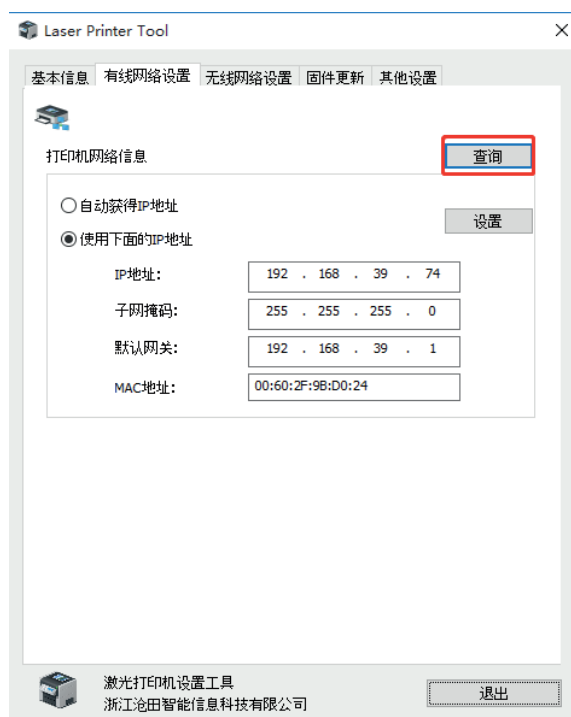 Laser Printer Tool
基本信息 有线网络设置 无线网络设置 固件更新 其他设置
打印机网络信息 查询
自动获得IP地址
设置
使用下面的IP地址
IP地址: 192 . 168 . 39 . 74
子网掩码: 255 . 255 . 255 . 0
默认网关: 192 . 168 . 39 . 1
MAC地址: 00:60:2F:9B:D0:24
激光打印机设置工具
浙江沧田智能信息科技有限公司
退出